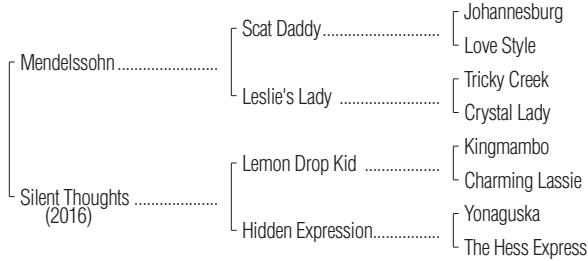 Johannesburg
Scat Daddy
Love Style
Mendelssohn
Tricky Creek
Leslie's Lady
Crystal Lady
Kingmambo
Lemon Drop Kid
Charming Lassie
Silent Thoughts
(2016)
Yonaguska
Hidden Expression
The Hess Express